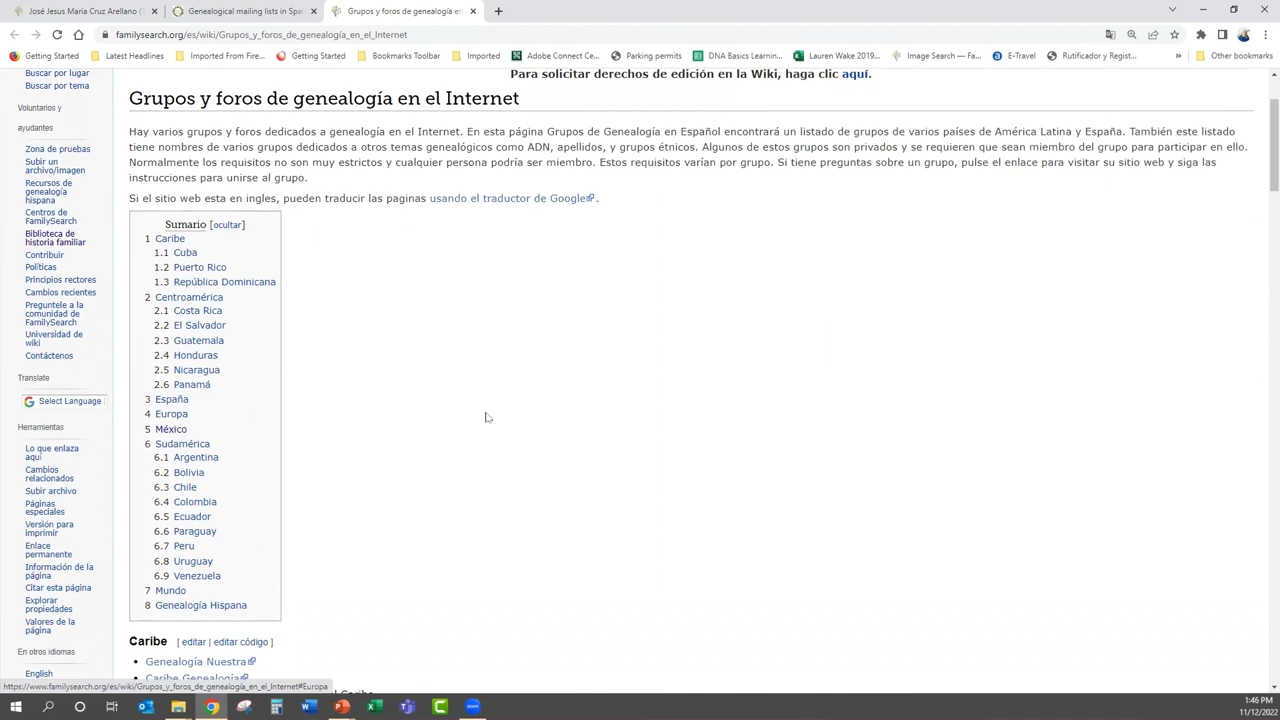 José Jesus Maria Cruz Arellano (
Genealogical mailing lists in Spa
Grupos y foros de genealogía en
familysearch.org/es/wiki/Grupos_y_foros_de_genealogía_en_el_Internet
Getting Started
Latest Headlines
Imported From Fire...
Getting Started
Bookmarks Toolbar
Imported
Adobe Connect Ce...
Parking permits
DNA Basics Learnin...
Lauren Wake 2019...
Image Search — Fa...
E-Travel
Rutificador y Regist...
Other bookmarks
Para solicitar derechos de edición en la Wiki, haga clic aquí.
Buscar por lugar
Buscar por tema
Voluntarios y
ayudantes
Zona de pruebas
Subir un
archivo/imagen
Recursos de
genealogía
hispana
Centros de
FamilySearch
Biblioteca de
historia familiar
Contribuir
Políticas
Principios rectores
Cambios recientes
Preguntele a la
comunidad de
FamilySearch
Universidad de
wiki
Contáctenos
Translate
Select Language
Herramientas
Lo que enlaza
aquí
Cambios
relacionados
Subir archivo
Páginas
especiales
Versión para
imprimir
Enlace
permanente
Información de la
página
Citar esta página
Explorar
propiedades
Valores de la
página
En otros idiomas
English
Grupos y foros de genealogía en el Internet
Hay varios grupos y foros dedicados a genealogía en el Internet. En esta página Grupos de Genealogía en Español encontrará un listado de grupos de varios países de América Latina y España. También este listado
tiene nombres de varios grupos dedicados a otros temas genealógicos como ADN, apellidos, y grupos étnicos. Algunos de estos grupos son privados y se requieren que sean miembro del grupo para participar en ello.
Normalmente los requisitos no son muy estrictos y cualquier persona podría ser miembro. Estos requisitos varían por grupo. Si tiene preguntas sobre un grupo, pulse el enlace para visitar su sitio web y siga las
instrucciones para unirse al grupo.
Si el sitio web esta en ingles, pueden traducir las paginas usando el traductor de Google.
Sumario [ocultar]
1 Caribe
1.1 Cuba
1.2 Puerto Rico
1.3 República Dominicana
2 Centroamérica
2.1 Costa Rica
2.2 El Salvador
2.3 Guatemala
2.4 Honduras
2.5 Nicaragua
2.6 Panamá
3 España
4 Europa
5 México
6 Sudamérica
6.1 Argentina
6.2 Bolivia
6.3 Chile
6.4 Colombia
6.5 Ecuador
6.6 Paraguay
6.7 Peru
6.8 Uruguay
6.9 Venezuela
7 Mundo
8 Genealogía Hispana
Caribe [ editar | editar código ]
• Genealogía Nuestra
• Caribe Genealogía
l Caribe
https://www.familysearch.org/es/wiki/Grupos_y_foros_de_genealogía_en_el_Internet#Europa
1:46 PM
11/12/2022